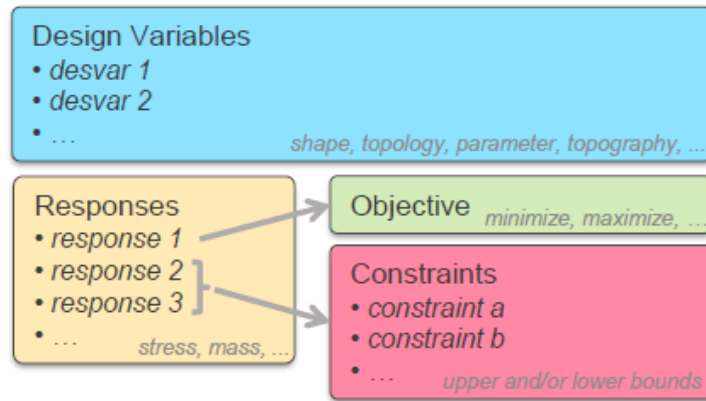 Design Variables
• desvar 1
• desvar 2
• ...
shape, topology, parameter, topography, ...
Responses
• response 1
• response 2
• response 3
• ...
stress, mass, ...
Objective
minimize, maximize, ...
Constraints
• constraint a
• constraint b
• ...
upper and/or lower bounds